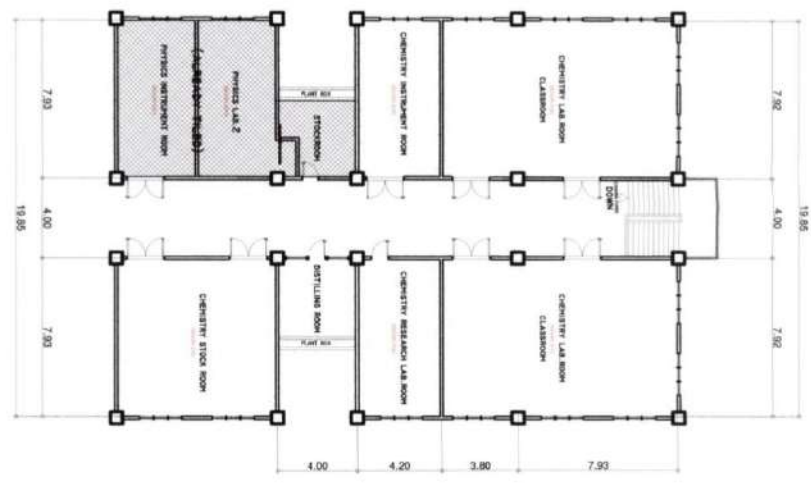 PHYSICS INSTRUMENT ROOM
(ALREADY TILED)
PHYSICS LAB.2
PLANT BOX
STOCKROOM
CHEMISTRY INSTRUMENT ROOM
CHEMISTRY LAB.ROOM
CLASSROOM
DOWN
CHEMISTRY STOCK ROOM
DISTILLING ROOM
PLANT BOX
CHEMISTRY RESEARCH LAB.ROOM
CHEMISTRY LAB.ROOM
CLASSROOM
7.93
4.00
7.93
19.85
7.92
4.00
7.92
19.85
4.00
4.20
3.80
7.93